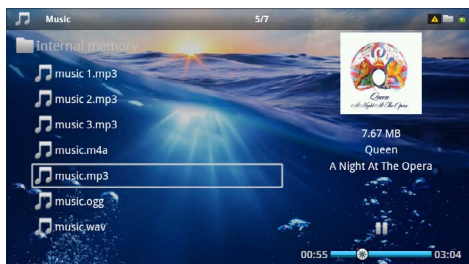 Music
5/7
Internal memory
music 1.mp3
music 2.mp3
music 3.mp3
music.m4a
music.mp3
music.ogg
music.wav
Queen
A Night At The Opera
7.67 MB
Queen
A Night At The Opera
00:55
03:04